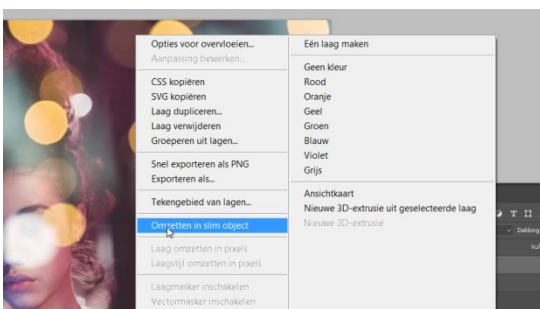 Opties voor overvloeien...
Aanpassing bewerken...
CSS kopiëren
SVG kopiëren
Laag dupliceren...
Laag verwijderen
Groeperen uit lagen...
Snel exporteren als PNG
Exporteren als...
Tekengebied van lagen...
Omzetten in slim object
Laag omzetten in pixels
Laagstijl omzetten in pixels
Laagmasker inschakelen
Vectormasker inschakelen
Eén laag maken
Geen kleur
Rood
Oranje
Geel
Groen
Blauw
Violet
Grijs
Ansichtkaart
Nieuwe 3D-extrusie uit geselecteerde laag
Nieuwe 3D-extrusie
Dekking
Vul